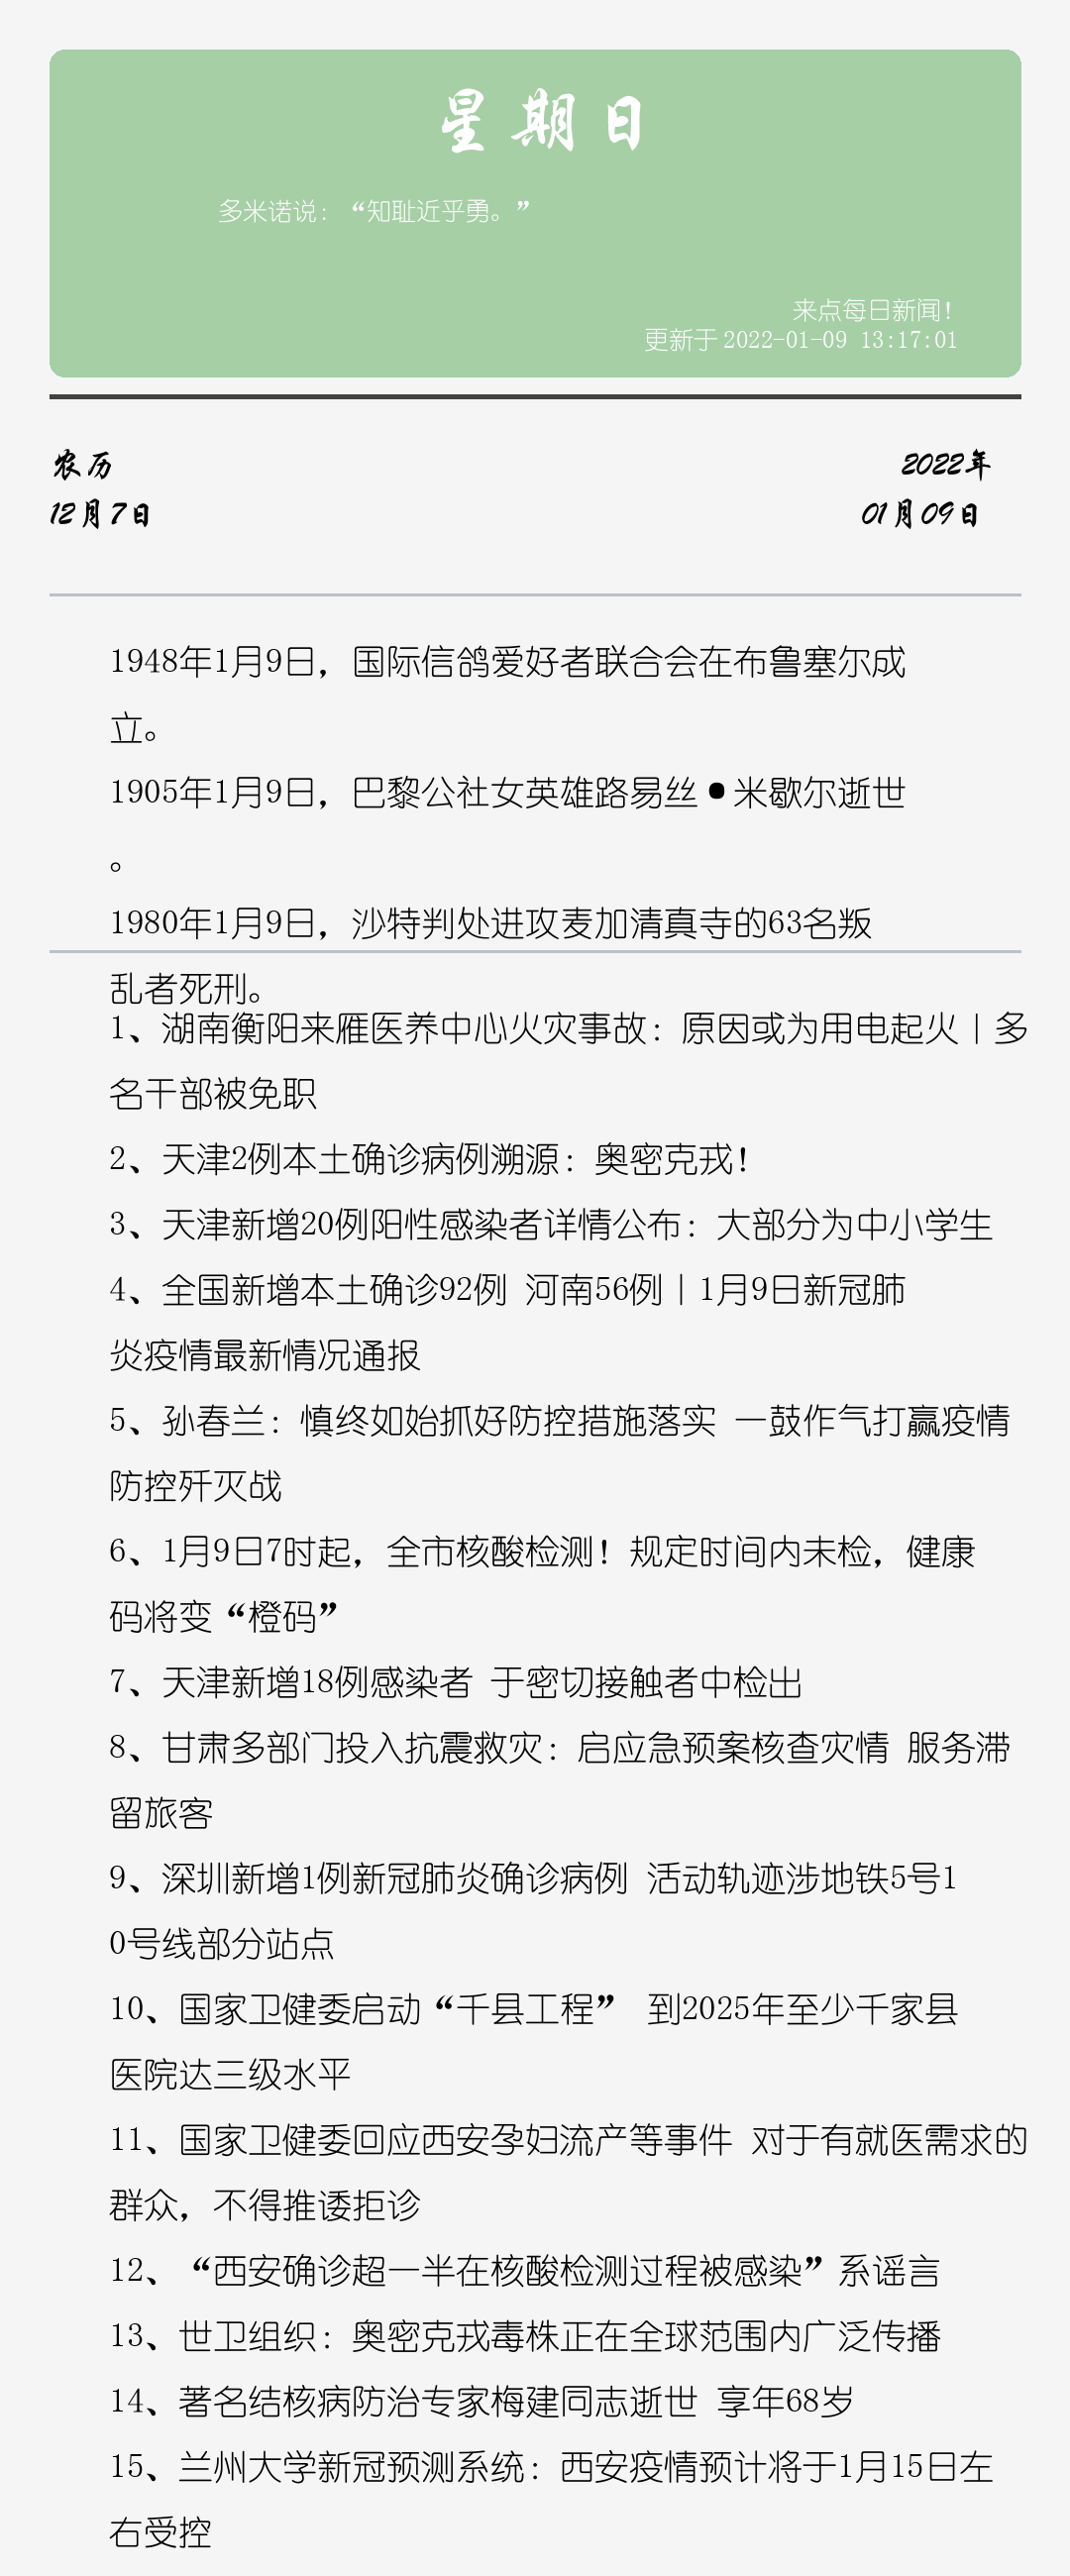 星期日
多米诺说：“知耻近乎勇。”
来点每日新闻！
更新于 2022-01-09 13:17:01
农历
2022年
12月7日
01月09日
1948年1月9日，国际信鸽爱好者联合会在布鲁塞尔成
立。
1905年1月9日，巴黎公社女英雄路易丝•米歇尔逝世
。
1980年1月9日，沙特判处进攻麦加清真寺的63名叛
乱者死刑。
1、湖南衡阳来雁医养中心火灾事故：原因或为用电起火丨多
名干部被免职
2、天津2例本土确诊病例溯源：奥密克戎！
3、天津新增20例阳性感染者详情公布：大部分为中小学生
4、全国新增本土确诊92例 河南56例丨1月9日新冠肺
炎疫情最新情况通报
5、孙春兰：慎终如始抓好防控措施落实 一鼓作气打赢疫情
防控歼灭战
6、1月9日7时起，全市核酸检测！规定时间内未检，健康
码将变“橙码”
7、天津新增18例感染者 于密切接触者中检出
8、甘肃多部门投入抗震救灾：启应急预案核查灾情 服务滞
留旅客
9、深圳新增1例新冠肺炎确诊病例 活动轨迹涉地铁5号1
0号线部分站点
10、国家卫健委启动“千县工程” 到2025年至少千家县
医院达三级水平
11、国家卫健委回应西安孕妇流产等事件 对于有就医需求的
群众，不得推诿拒诊
12、“西安确诊超一半在核酸检测过程被感染”系谣言
13、世卫组织：奥密克戎毒株正在全球范围内广泛传播
14、著名结核病防治专家梅建同志逝世 享年68岁
15、兰州大学新冠预测系统：西安疫情预计将于1月15日左
右受控